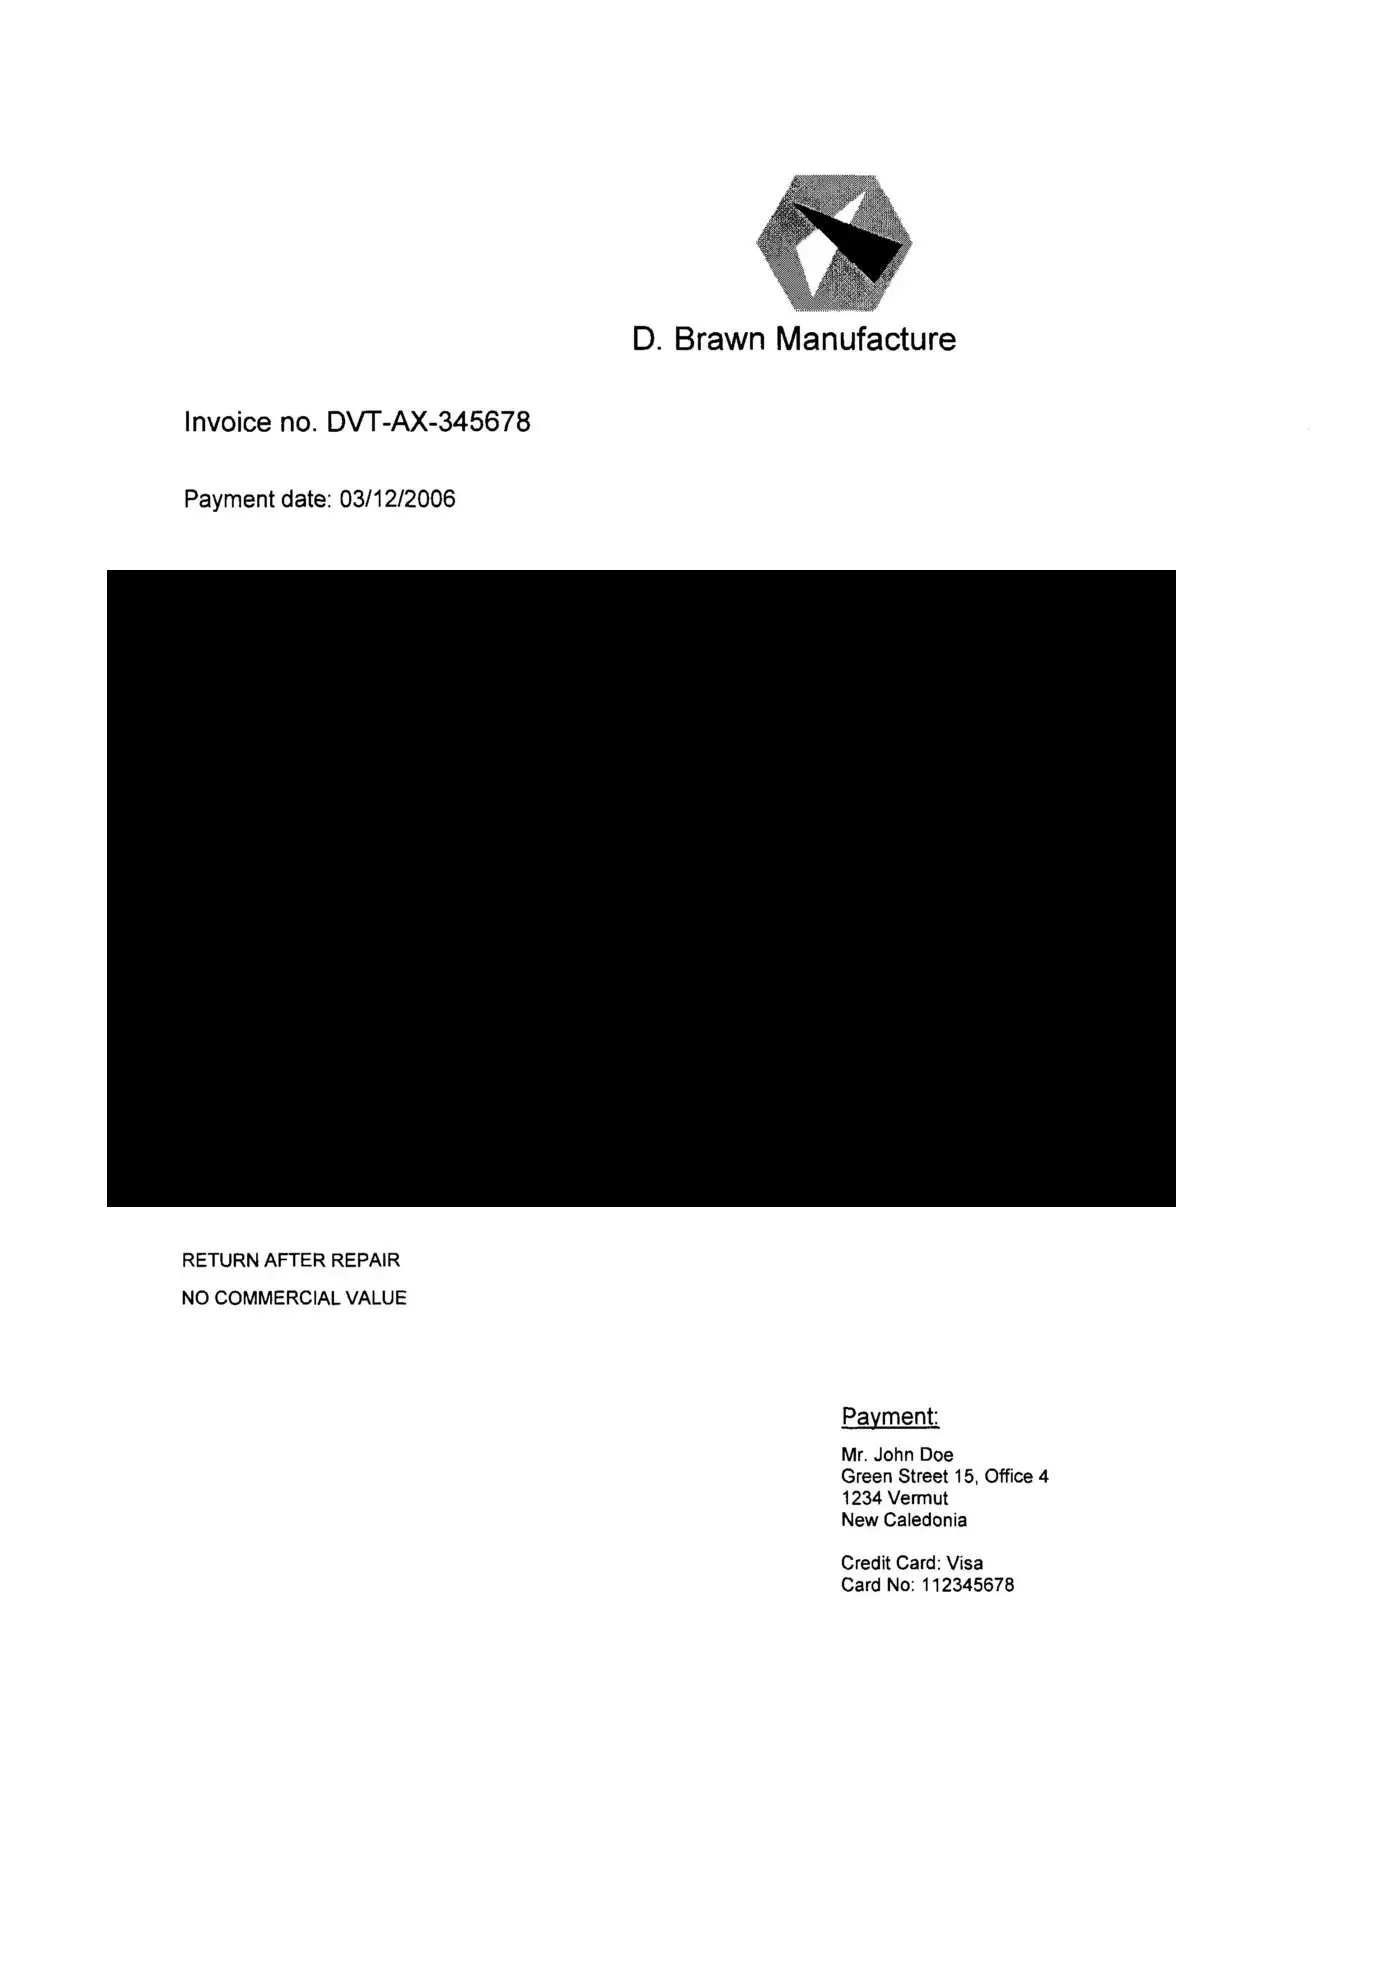 D. Brawn Manufacture
Invoice no. DVT-AX-345678
Payment date: 03/12/2006
RETURN AFTER REPAIR
NO COMMERCIAL VALUE
Payment:
Mr. John Doe
Green Street 15, Office 4
1234 Vermut
New Caledonia
Credit Card: Visa
Card No: 112345678